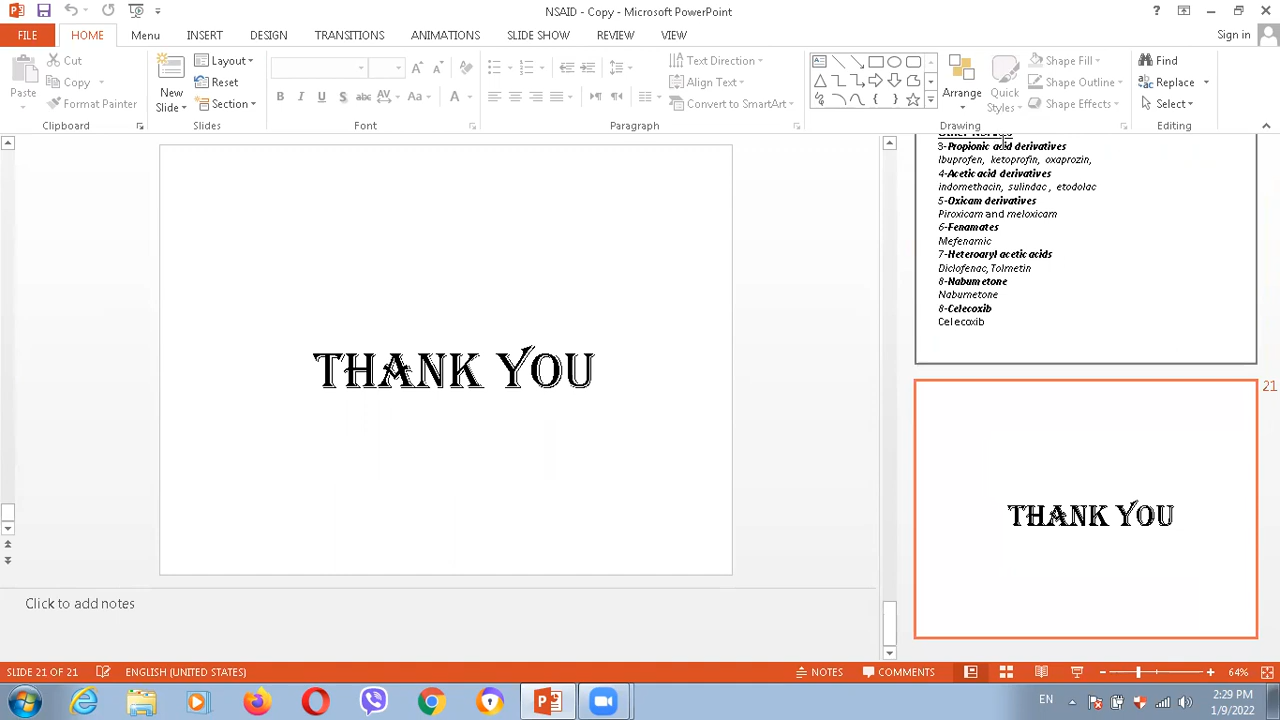 NSAID - Copy - Microsoft PowerPoint
FILE HOME Menu INSERT DESIGN TRANSITIONS ANIMATIONS SLIDE SHOW REVIEW VIEW Sign in
Paste
Cut
Copy
Format Painter
Clipboard
New
Slide
Layout
Reset
Section
Slides
B I U S abc AV Aa A
Font
Text Direction
Align Text
Convert to SmartArt
Paragraph
Arrange
Quick
Styles
Shape Fill
Shape Outline
Shape Effects
Drawing
Find
Replace
Select
Editing
THANK YOU
Click to add notes
3-Propionic acid derivatives
Ibuprofen, ketoprofin, oxaprozin,
4-Acetic acid derivatives
indomethacin, sulindac , etodolac
5-Oxicam derivatives
Piroxicam and meloxicam
6-Fenamates
Mefenamic
7-Heteroaryl acetic acids
Diclofenac, Tolmetin
8-Nabumetone
Nabumetone
8-Celecoxib
Celecoxib
21
THANK YOU
SLIDE 21 OF 21 ENGLISH (UNITED STATES) NOTES COMMENTS 64%
EN
2:29 PM
1/9/2022